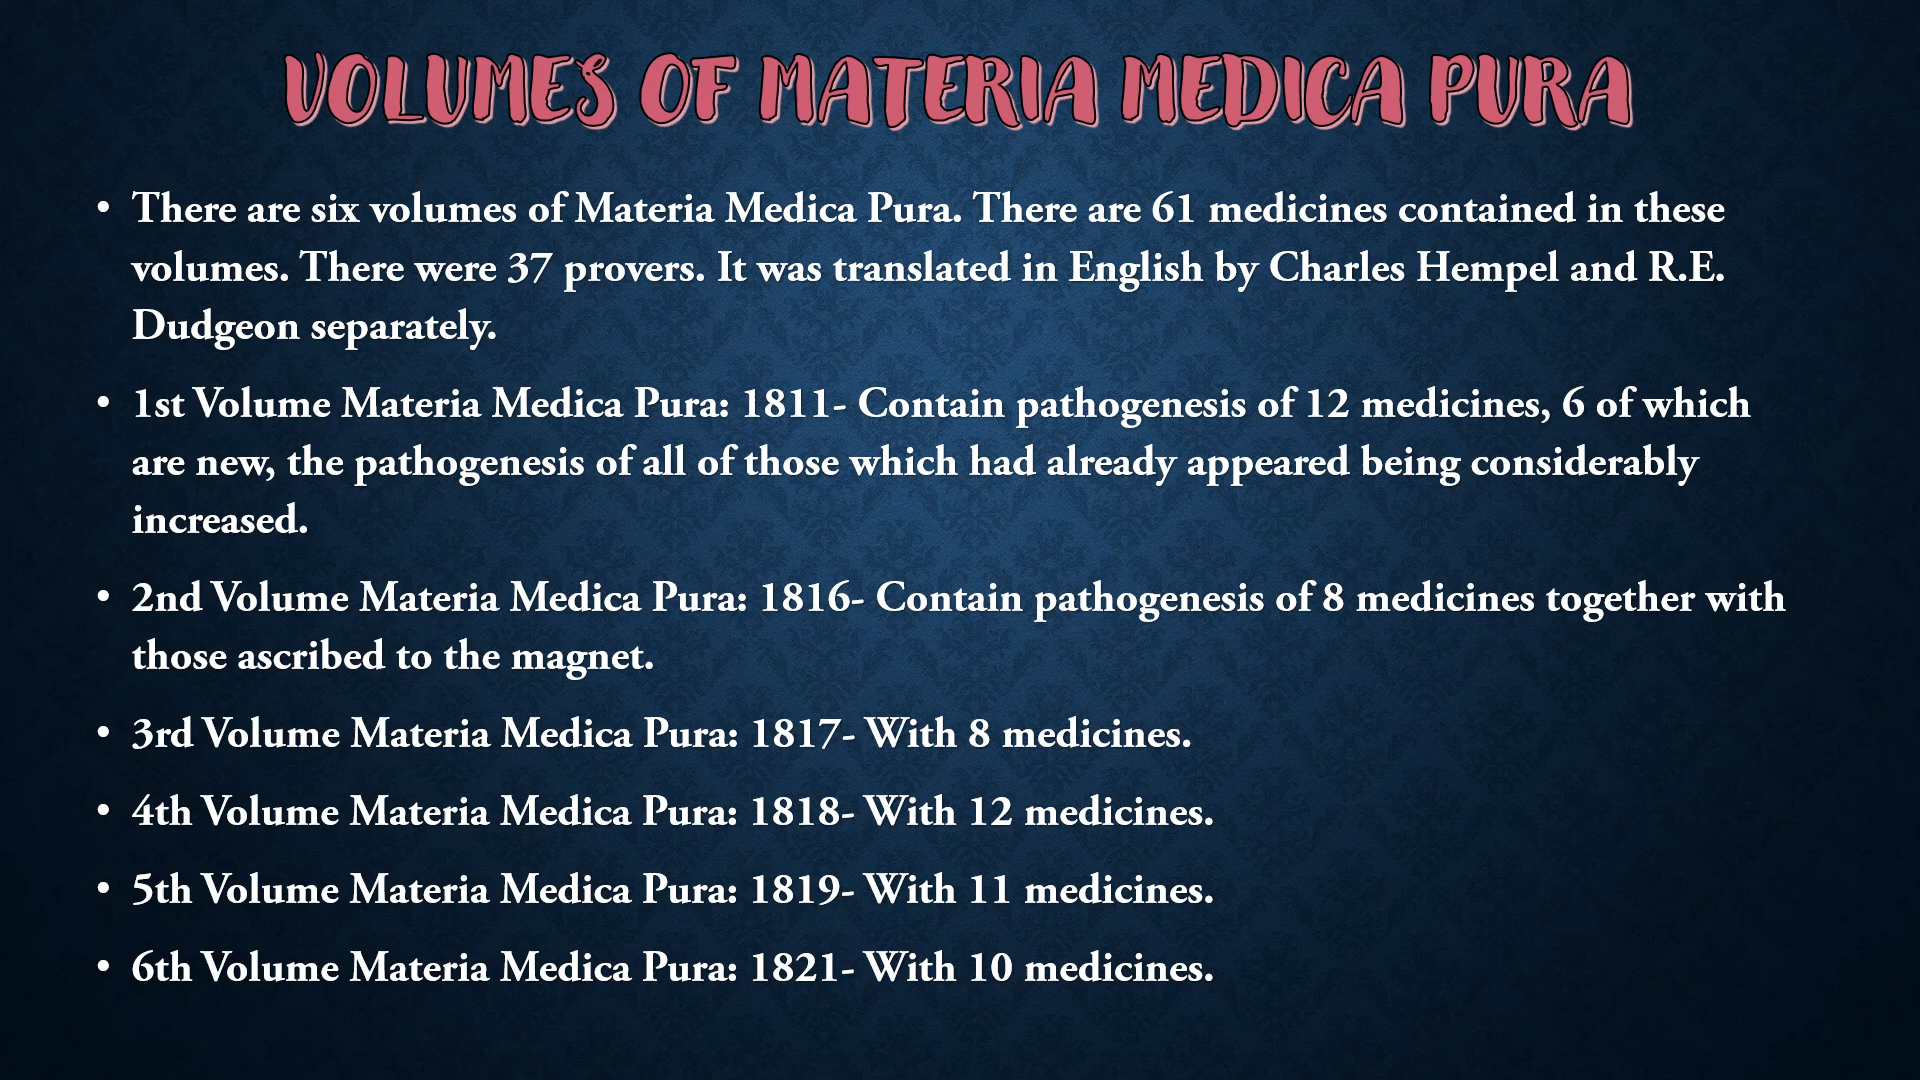 VOLUMES OF MATERIA MEDICA PURA
• There are six volumes of Materia Medica Pura. There are 61 medicines contained in these
volumes. There were 37 provers. It was translated in English by Charles Hempel and R.E.
Dudgeon separately.
• 1st Volume Materia Medica Pura: 1811- Contain pathogenesis of 12 medicines, 6 of which
are new, the pathogenesis of all of those which had already appeared being considerably
increased.
• 2nd Volume Materia Medica Pura: 1816- Contain pathogenesis of 8 medicines together with
those ascribed to the magnet.
• 3rd Volume Materia Medica Pura: 1817- With 8 medicines.
• 4th Volume Materia Medica Pura: 1818- With 12 medicines.
• 5th Volume Materia Medica Pura: 1819- With 11 medicines.
• 6th Volume Materia Medica Pura: 1821- With 10 medicines.